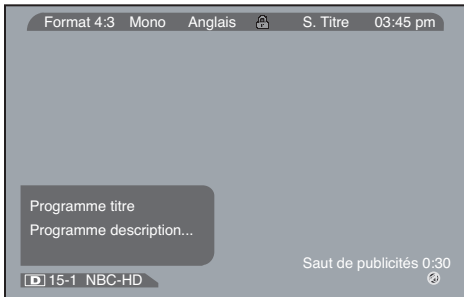 Format 4:3 Mono Anglais S. Titre 03:45 pm
Programme titre
Programme description...
Saut de publicités 0:30
D 15-1 NBC-HD